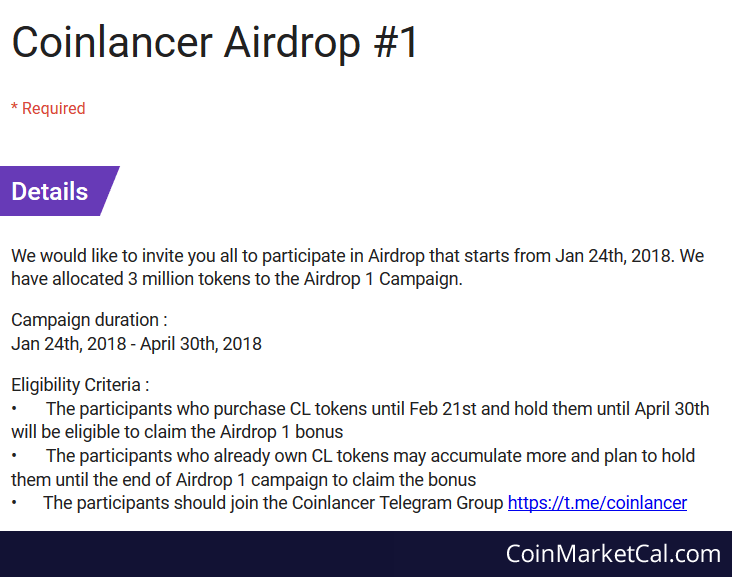 Coinlancer Airdrop #1
* Required
Details
We would like to invite you all to participate in Airdrop that starts from Jan 24th, 2018. We
have allocated 3 million tokens to the Airdrop 1 Campaign.
Campaign duration :
Jan 24th, 2018 - April 30th, 2018
Eligibility Criteria :
• The participants who purchase CL tokens until Feb 21st and hold them until April 30th
will be eligible to claim the Airdrop 1 bonus
• The participants who already own CL tokens may accumulate more and plan to hold
them until the end of Airdrop 1 campaign to claim the bonus
• The participants should join the Coinlancer Telegram Group https://t.me/coinlancer
CoinMarketCal.com